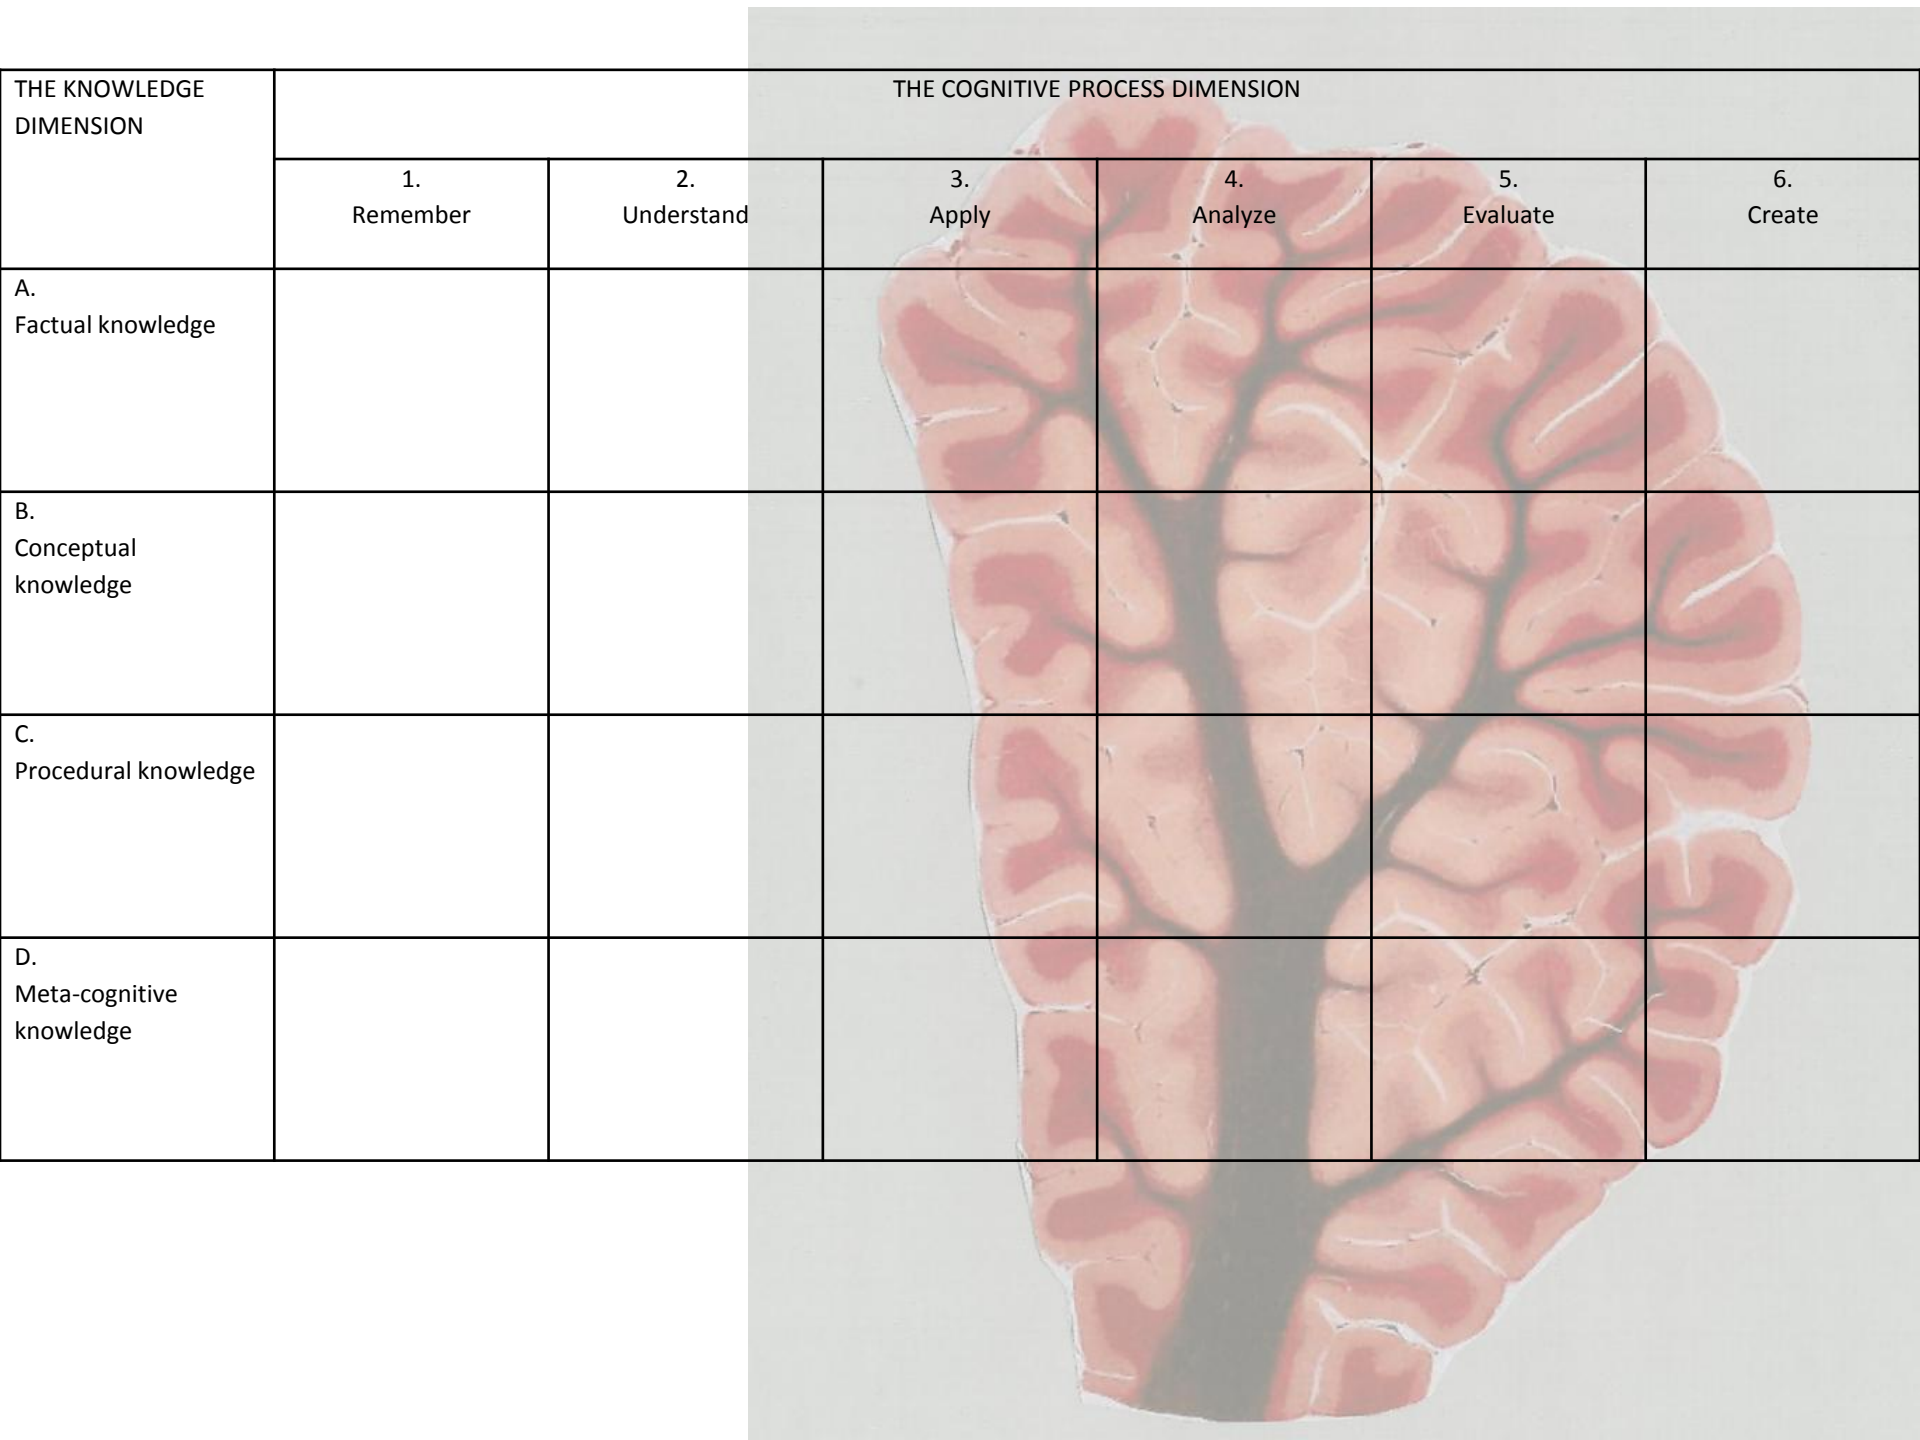 THE KNOWLEDGE
DIMENSION
THE COGNITIVE PROCESS DIMENSION
1.
Remember
2.
Understand
3.
Apply
4.
Analyze
5.
Evaluate
6.
Create
A.
Factual knowledge
B.
Conceptual
knowledge
C.
Procedural knowledge
D.
Meta-cognitive
knowledge